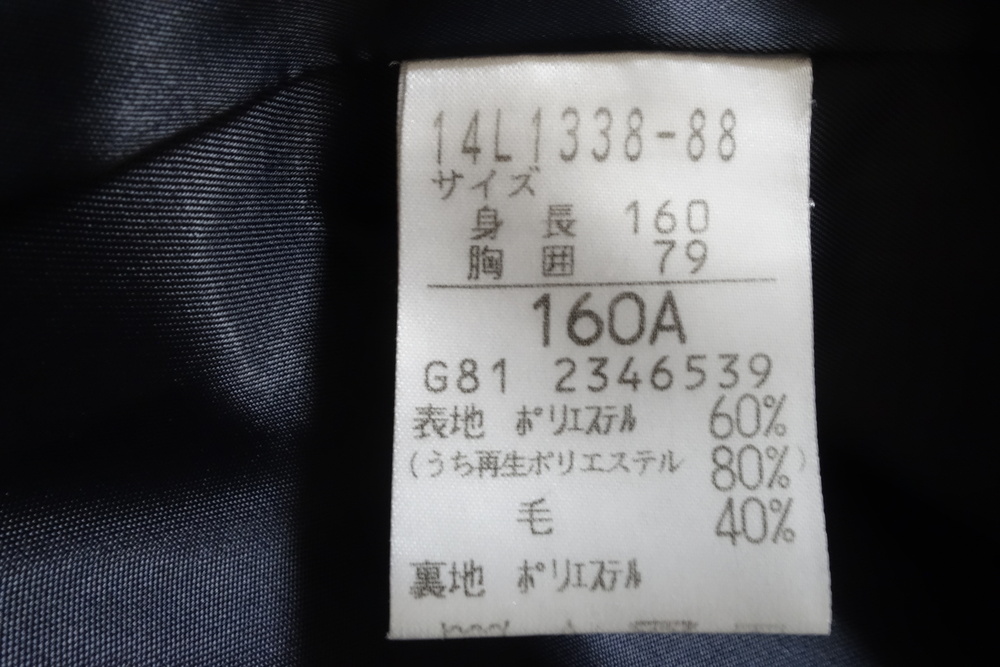 14L1338-88
サイズ
身長 160
胸囲 79
160A
G81 2346539
表地 ポリエステル 60%
(うち再生ポリエステル 80%)
毛 40%
裏地 ポリエステル